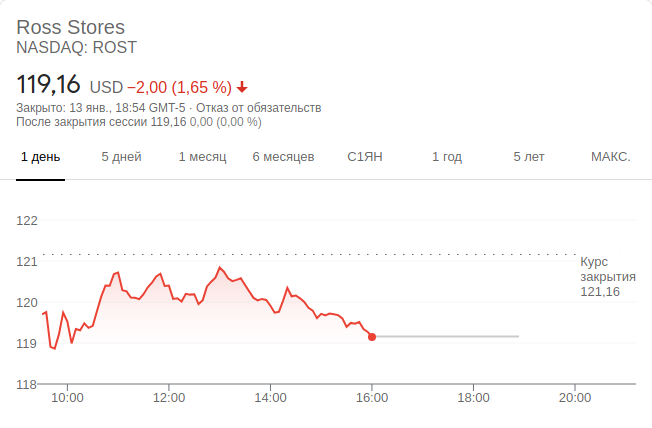 Ross Stores
NASDAQ: ROST
119,16 USD −2,00 (1,65 %)
Закрыто: 13 янв., 18:54 GMT-5 · Отказ от обязательств
После закрытия сессии 119,16 0,00 (0,00 %)
1 день 5 дней 1 месяц 6 месяцев С1ЯН 1 год 5 лет МАКС.
122
121
Курс
закрытия
121,16
120
119
118
10:00 12:00 14:00 16:00 18:00 20:00